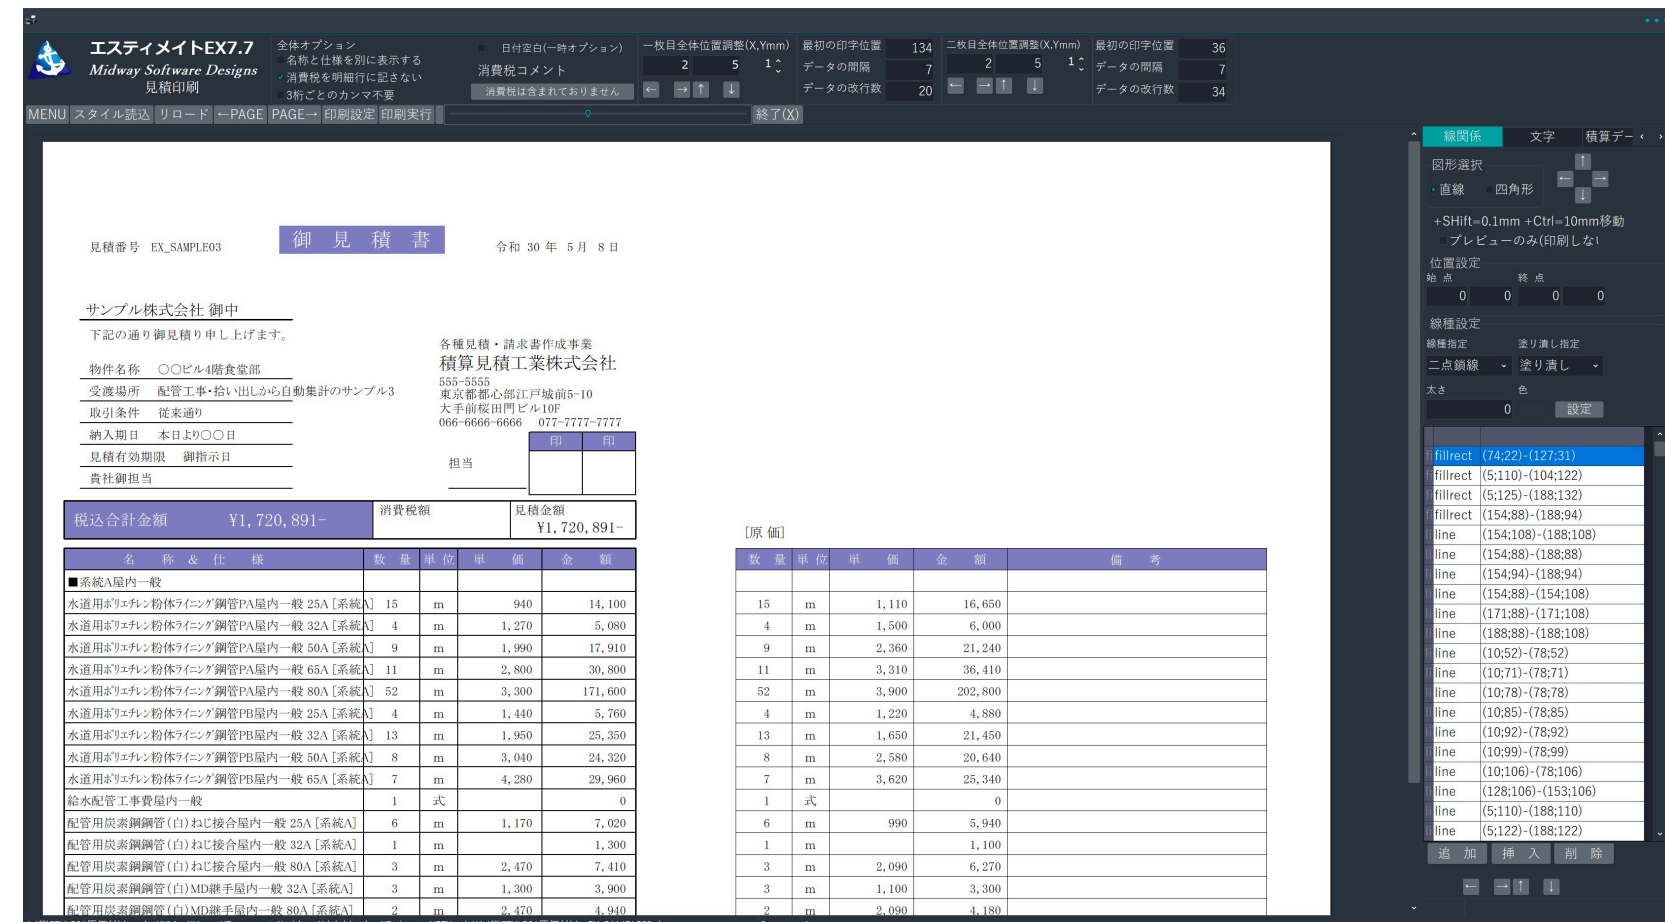 エスティメイトEX7.7
Midway Software Designs
見積印刷
全体オプション
名称と仕様を別に表示する
消費税を明細行に記さない
3桁ごとのカンマ不要
日付空白(一時オプション)
消費税コメント
消費税は含まれておりません
一枚目全体位置調整(X,Ymm)
2 5 1
← → ↑ ↓
最初の印字位置 134
データの間隔 7
データの改行数 20
二枚目全体位置調整(X,Ymm)
2 5 1
← → ↑ ↓
最初の印字位置 36
データの間隔 7
データの改行数 34
MENU スタイル読込 リロード ←PAGE PAGE→ 印刷設定 印刷実行 終了(X)
見積番号 EX_SAMPLE03
御見積書
令和 30 年 5 月 8 日
サンプル株式会社 御中
下記の通り御見積り申し上げます。
物件名称 〇〇ビル4階食堂部
受渡場所 配管工事・拾い出しから自動集計のサンプル3
取引条件 従来通り
納入期日 本日より〇〇日
見積有効期限 御指示日
貴社御担当
各種見積・請求書作成事業
積算見積工業株式会社
555-5555
東京都都心部江戸城前5-10
大手前桜田門ビル10F
066-6666-6666 077-7777-7777
印 印
担当
税込合計金額 ¥1,720,891-
消費税額
見積金額
¥1,720,891-
[原 価]
名 称 & 仕 様 数 量 単 位 単 価 金 額
■系統A屋内一般
水道用ポリエチレン粉体ライニング鋼管PA屋内一般 25A [系統A] 15 m 940 14,100
水道用ポリエチレン粉体ライニング鋼管PA屋内一般 32A [系統A] 4 m 1,270 5,080
水道用ポリエチレン粉体ライニング鋼管PA屋内一般 50A [系統A] 9 m 1,990 17,910
水道用ポリエチレン粉体ライニング鋼管PA屋内一般 65A [系統A] 11 m 2,800 30,800
水道用ポリエチレン粉体ライニング鋼管PA屋内一般 80A [系統A] 52 m 3,300 171,600
水道用ポリエチレン粉体ライニング鋼管PB屋内一般 25A [系統A] 4 m 1,440 5,760
水道用ポリエチレン粉体ライニング鋼管PB屋内一般 32A [系統A] 13 m 1,950 25,350
水道用ポリエチレン粉体ライニング鋼管PB屋内一般 50A [系統A] 8 m 3,040 24,320
水道用ポリエチレン粉体ライニング鋼管PB屋内一般 65A [系統A] 7 m 4,280 29,960
給水配管工事費屋内一般 1 式 0
配管用炭素鋼鋼管(白)ねじ接合屋内一般 25A [系統A] 6 m 1,170 7,020
配管用炭素鋼鋼管(白)ねじ接合屋内一般 32A [系統A] 1 m 1,300
配管用炭素鋼鋼管(白)ねじ接合屋内一般 80A [系統A] 3 m 2,470 7,410
配管用炭素鋼鋼管(白)MD継手屋内一般 32A [系統A] 3 m 1,300 3,900
配管用炭素鋼鋼管(白)MD継手屋内一般 80A [系統A] 2 m 2,470 4,940
数 量 単 位 単 価 金 額 備 考
15 m 1,110 16,650
4 m 1,500 6,000
9 m 2,360 21,240
11 m 3,310 36,410
52 m 3,900 202,800
4 m 1,220 4,880
13 m 1,650 21,450
8 m 2,580 20,640
7 m 3,620 25,340
1 式 0
6 m 990 5,940
1 m 1,100
3 m 2,090 6,270
3 m 1,100 3,300
2 m 2,090 4,180
線関係 文字 積算デー
図形選択
直線 四角形
↑
← →
↓
+SHift=0.1mm +Ctrl=10mm移動
プレビューのみ(印刷しない
位置設定
始 点 終 点
0 0 0 0
線種設定
線種指定 塗り潰し指定
二点鎖線 塗り潰し
太さ 色
0 設定
fillrect (74;22)-(127;31)
fillrect (5;110)-(104;122)
fillrect (5;125)-(188;132)
fillrect (154;88)-(188;94)
line (154;108)-(188;108)
line (154;88)-(188;88)
line (154;94)-(188;94)
line (154;88)-(154;108)
line (171;88)-(171;108)
line (188;88)-(188;108)
line (10;52)-(78;52)
line (10;71)-(78;71)
line (10;78)-(78;78)
line (10;85)-(78;85)
line (10;92)-(78;92)
line (10;99)-(78;99)
line (10;106)-(78;106)
line (128;106)-(153;106)
line (5;110)-(188;110)
line (5;122)-(188;122)
追 加 挿 入 削 除
← → ↑ ↓